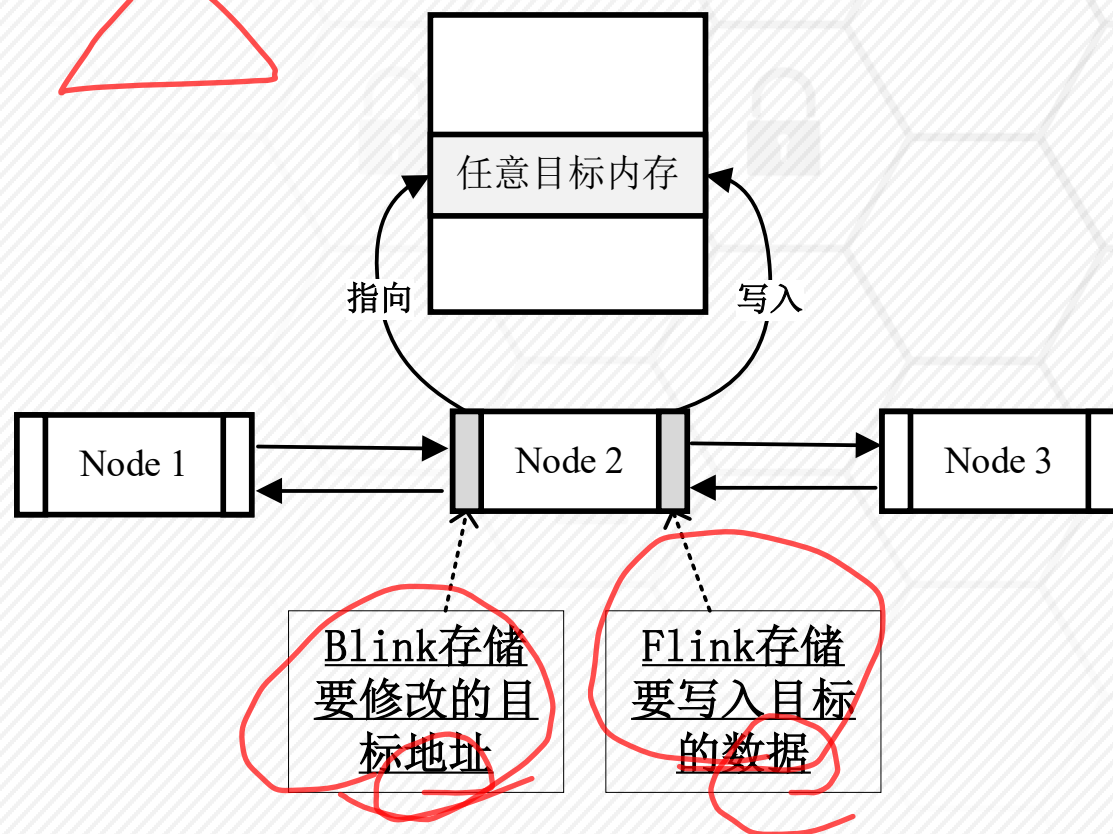 任意目标内存
指向
写入
Node 1
Node 2
Node 3
Blink存储
要修改的目
标地址
Flink存储
要写入目标
的数据